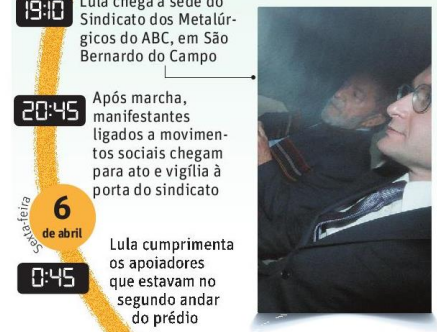 19:10
Lula chega à sede do
Sindicato dos Metalúr-
gicos do ABC, em São
Bernardo do Campo
20:45
Após marcha,
manifestantes
ligados a movimen-
tos sociais chegam
para ato e vigília à
porta do sindicato
Sexta-feira
6
de abril
0:45
Lula cumprimenta
os apoiadores
que estavam no
segundo andar
do prédio